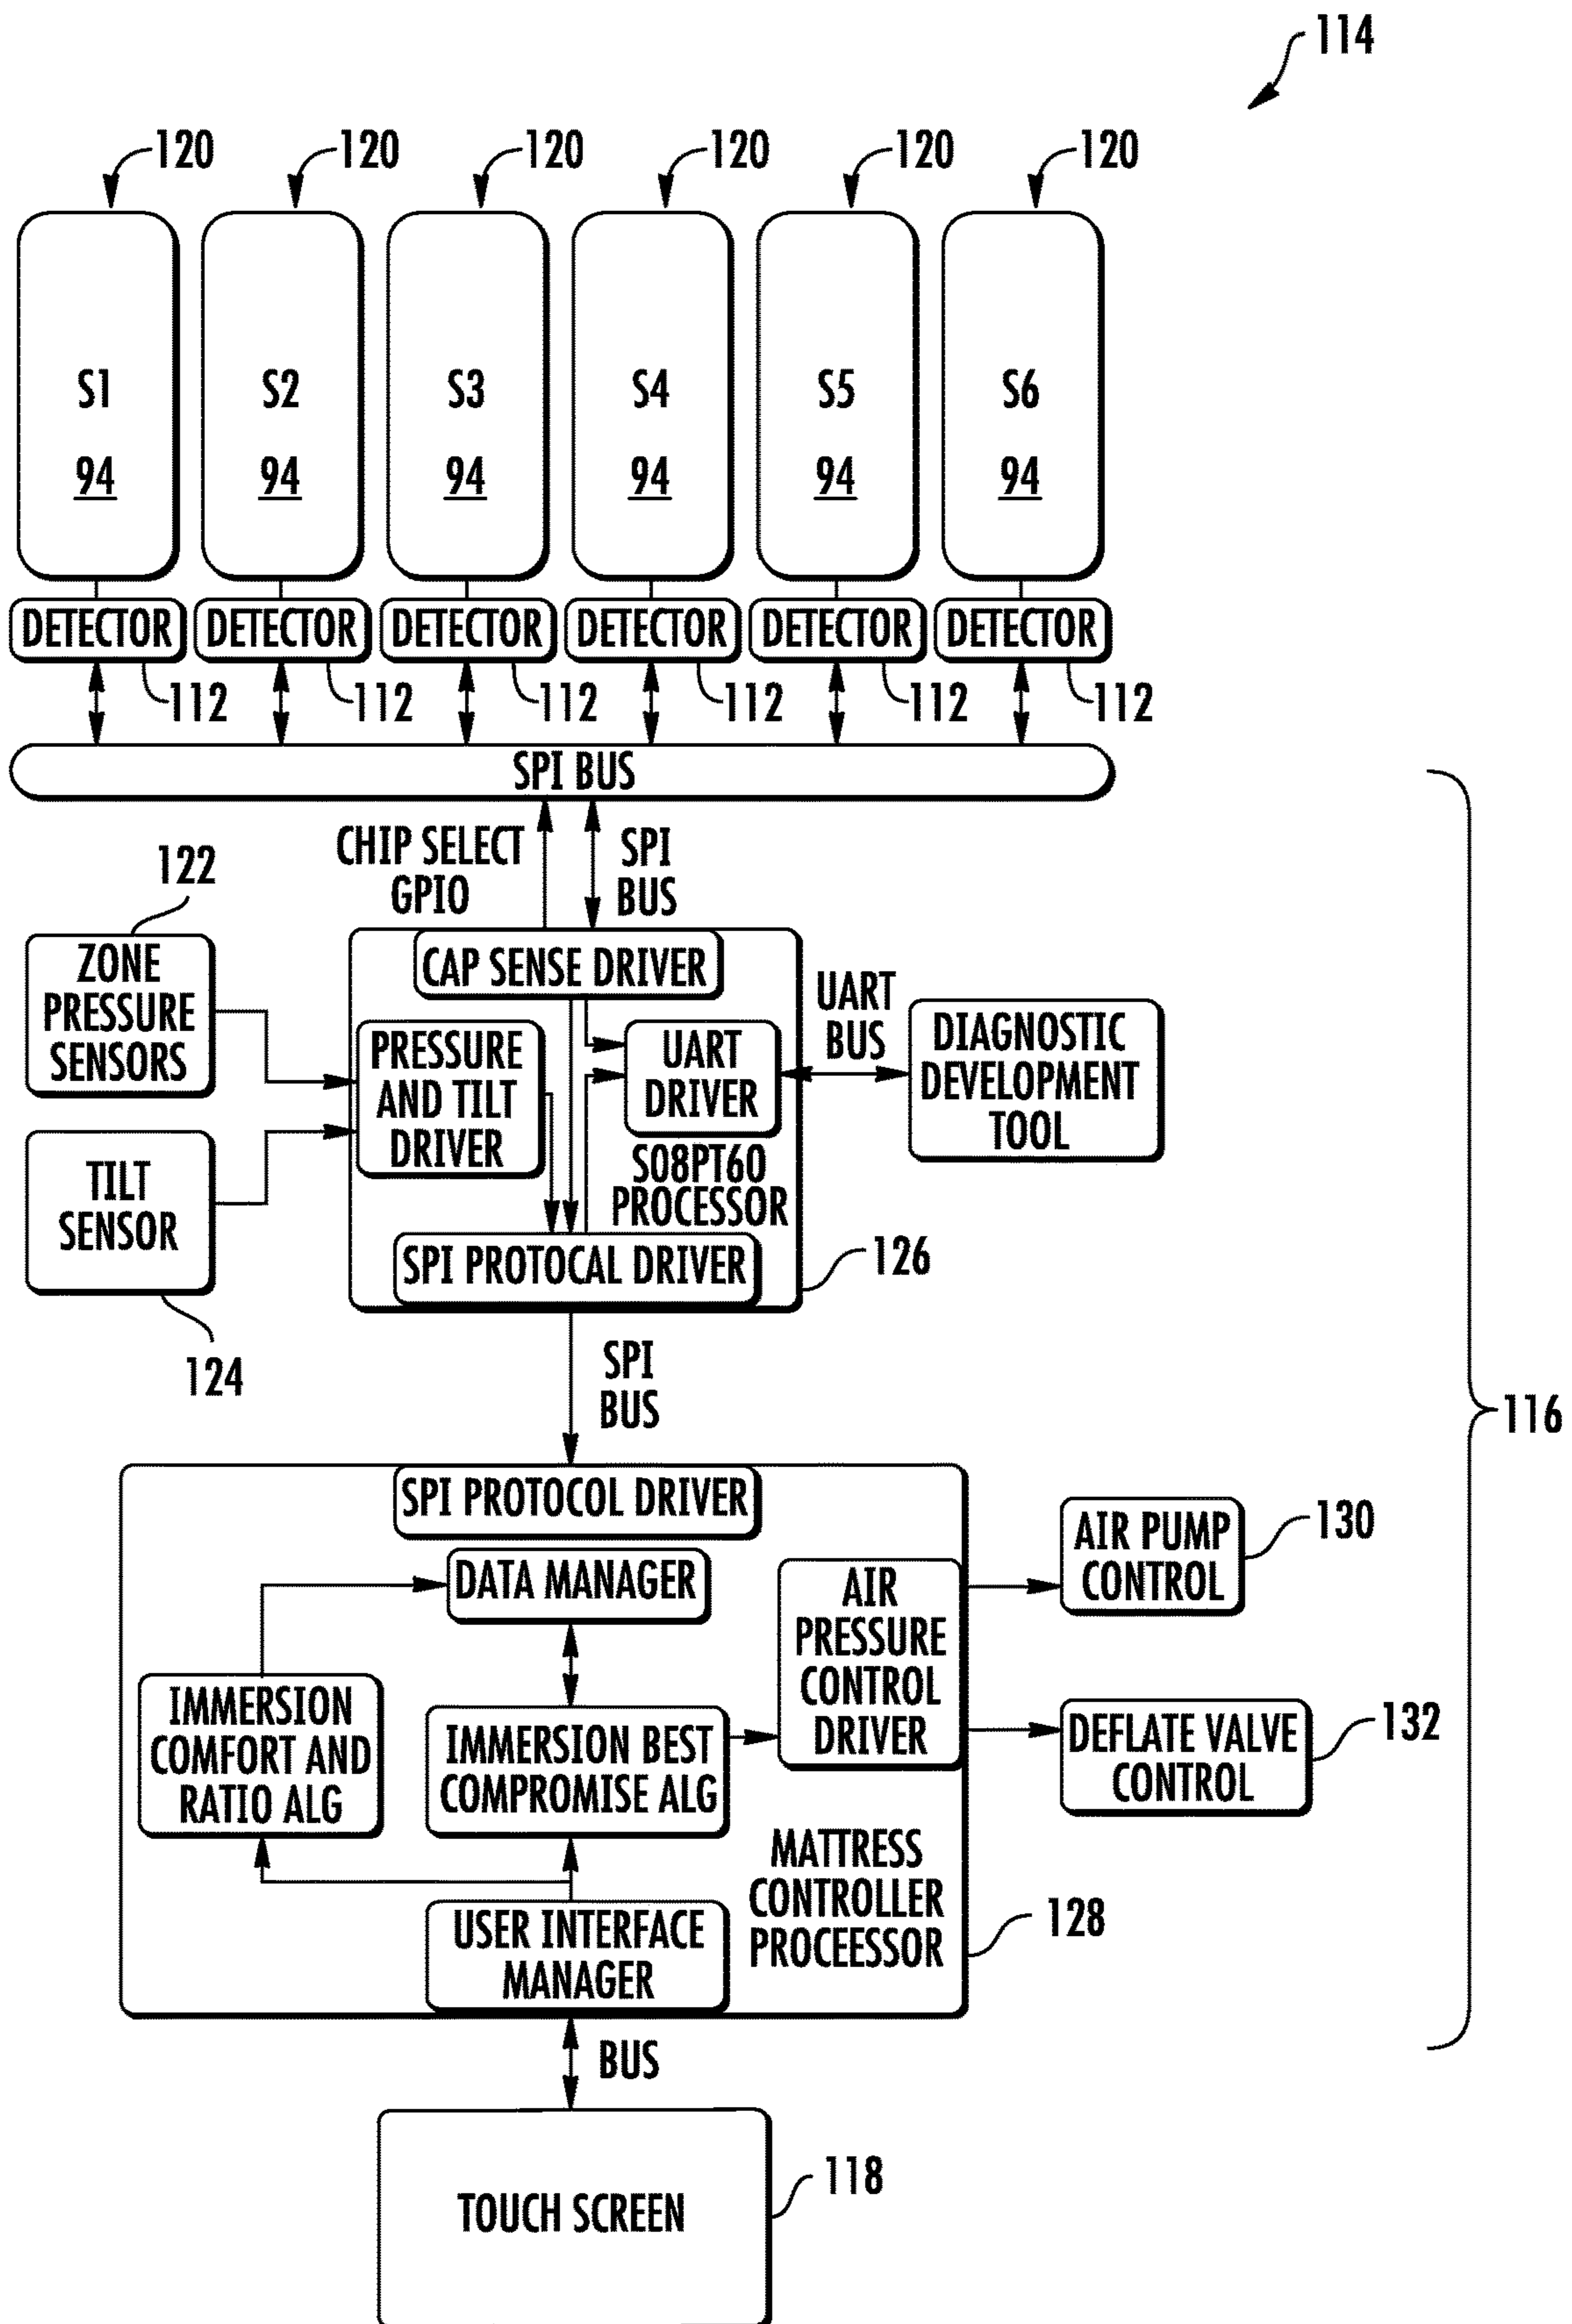 114
120 120 120 120 120 120
S1 S2 S3 S4 S5 S6
94 94 94 94 94 94
DETECTOR DETECTOR DETECTOR DETECTOR DETECTOR DETECTOR
112 112 112 112 112 112
SPI BUS
CHIP SELECT
GPIO
SPI
BUS
122
ZONE
PRESSURE
SENSORS
CAP SENSE DRIVER
PRESSURE
AND TILT
DRIVER
UART
DRIVER
UART
BUS
DIAGNOSTIC
DEVELOPMENT
TOOL
TILT
SENSOR
124
S08PT60
PROCESSOR
SPI PROTOCAL DRIVER
126
SPI
BUS
116
SPI PROTOCOL DRIVER
DATA MANAGER
AIR
PRESSURE
CONTROL
DRIVER
AIR PUMP
CONTROL
130
IMMERSION
COMFORT AND
RATIO ALG
IMMERSION BEST
COMPROMISE ALG
DEFLATE VALVE
CONTROL
132
MATTRESS
CONTROLLER
PROCEESSOR
128
USER INTERFACE
MANAGER
BUS
TOUCH SCREEN
118